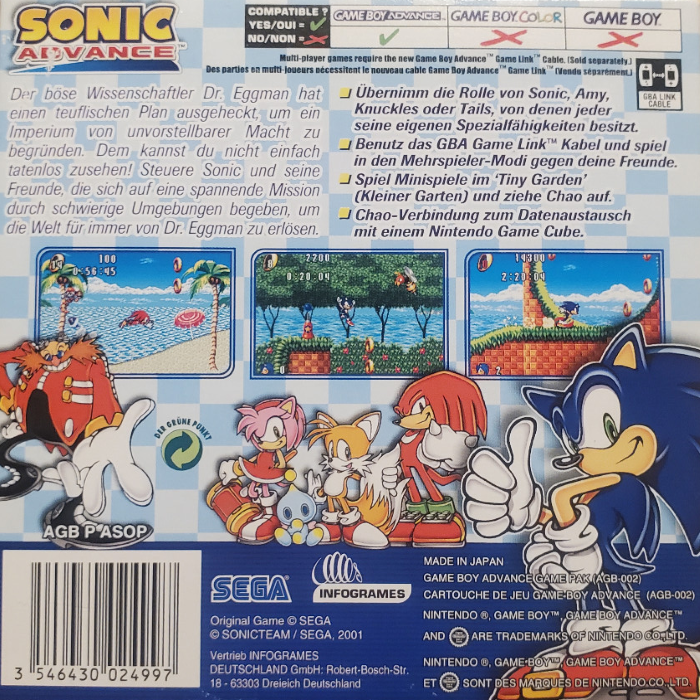 SONIC
ADVANCE™
COMPATIBLE ?
YES/OUI = ✓
NO/NON = ✗
GAME BOY ADVANCE
GAME BOY COLOR
GAME BOY
Multi-player games require the new Game Boy Advance™ Game Link™ Cable. (Sold separately.)
Des parties en multi-joueurs nécessitent le nouveau câble Game Boy Advance™ Game Link™ (Vendu séparément.)
GBA LINK
CABLE
Der böse Wissenschaftler Dr. Eggman hat
einen teuflischen Plan ausgeheckt, um ein
Imperium von unvorstellbarer Macht zu
begründen. Dem kannst du nicht einfach
tatenlos zusehen! Steuere Sonic und seine
Freunde, die sich auf eine spannende Mission
durch schwierige Umgebungen begeben, um
die Welt für immer von Dr. Eggman zu erlösen.
Übernimm die Rolle von Sonic, Amy,
Knuckles oder Tails, von denen jeder
seine eigenen Spezialfähigkeiten besitzt.
Benutz das GBA Game Link™ Kabel und spiel
in den Mehrspieler-Modi gegen deine Freunde.
Spiel Minispiele im 'Tiny Garden'
(Kleiner Garten) und ziehe Chao auf.
Chao-Verbindung zum Datenaustausch
mit einem Nintendo Game Cube.
100
0:56:45
2200
0:20:04
14300
2:20:04
DER GRÜNE PUNKT
AGB P ASOP
3 546430 024997
SEGA®
INFOGRAMES
Original Game © SEGA
© SONICTEAM / SEGA, 2001
Vertrieb INFOGRAMES
DEUTSCHLAND GmbH: Robert-Bosch-Str.
18 - 63303 Dreieich Deutschland
MADE IN JAPAN
GAME BOY ADVANCE GAME PAK (AGB-002)
CARTOUCHE DE JEU GAME BOY ADVANCE (AGB-002)
NINTENDO ®, GAME BOY™, GAME BOY ADVANCE™
AND ARE TRADEMARKS OF NINTENDO CO.,LTD.
NINTENDO ®, GAME BOY™, GAME BOY ADVANCE™
ET SONT DES MARQUES DE NINTENDO CO.,LTD.